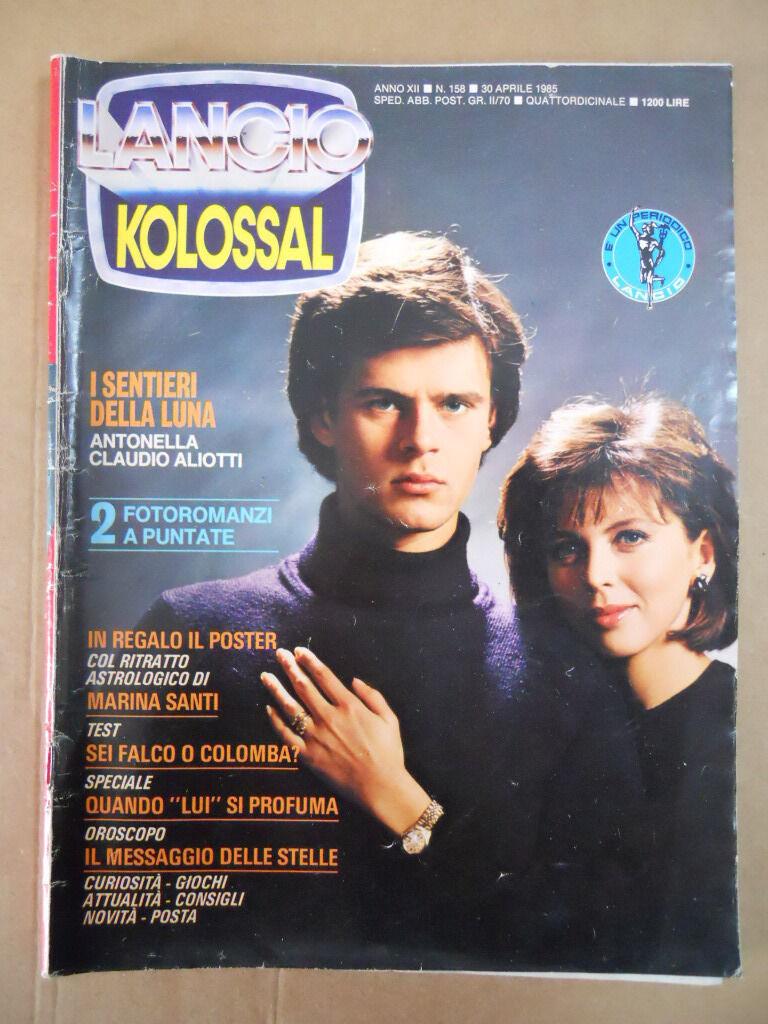 ANNO XII ■ N. 158 ■ 30 APRILE 1985
SPED. ABB. POST. GR. II/70 ■ QUATTORDICINALE ■ 1200 LIRE
LANCIO
KOLOSSAL
E' UN PERIODICO
LANCIO
I SENTIERI
DELLA LUNA
ANTONELLA
CLAUDIO ALIOTTI
2 FOTOROMANZI
A PUNTATE
IN REGALO IL POSTER
COL RITRATTO
ASTROLOGICO DI
MARINA SANTI
TEST
SEI FALCO O COLOMBA?
SPECIALE
QUANDO "LUI" SI PROFUMA
OROSCOPO
IL MESSAGGIO DELLE STELLE
CURIOSITÀ - GIOCHI
ATTUALITÀ - CONSIGLI
NOVITÀ - POSTA